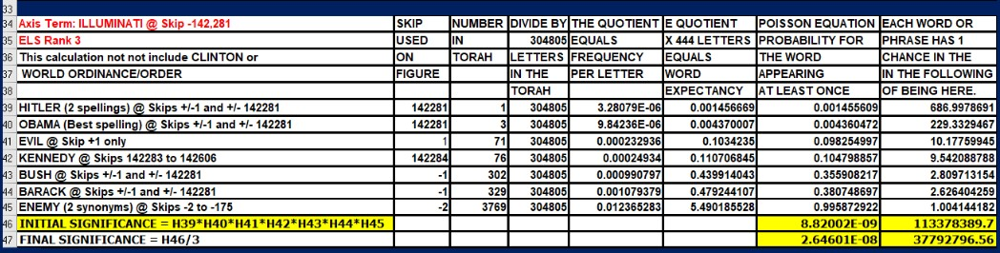 33
34 Axis Term: ILLUMINATI @ Skip -142,281 SKIP NUMBER DIVIDE BY THE QUOTIENT E QUOTIENT POISSON EQUATION EACH WORD OR
35 ELS Rank 3 USED IN 304805 EQUALS X 444 LETTERS PROBABILITY FOR PHRASE HAS 1
36 This calculation not not include CLINTON or ON TORAH LETTERS FREQUENCY EQUALS THE WORD CHANCE IN THE
37 WORLD ORDINANCE/ORDER FIGURE IN THE PER LETTER WORD APPEARING IN THE FOLLOWING
38 TORAH EXPECTANCY AT LEAST ONCE OF BEING HERE.
39 HITLER (2 spellings) @ Skips +/-1 and +/- 142281 142281 1 304805 3.28079E-06 0.001456669 0.001455609 686.9978691
40 OBAMA (Best spelling) @ Skips +/-1 and +/- 142281 142281 3 304805 9.84236E-06 0.004370007 0.004360472 229.3329467
41 EVIL @ Skip +1 only 1 71 304805 0.000232936 0.1034235 0.098254997 10.17759945
42 KENNEDY @ Skips 142283 to 142606 142284 76 304805 0.00024934 0.110706845 0.104798857 9.542088788
43 BUSH @ Skips +/-1 and +/- 142281 -1 302 304805 0.000990797 0.439914043 0.355908217 2.809713154
44 BARACK @ Skips +/-1 and +/- 142281 -1 329 304805 0.001079379 0.479244107 0.380748697 2.626404259
45 ENEMY (2 synonyms) @ Skips -2 to -175 -2 3769 304805 0.012365283 5.490185528 0.995872922 1.004144182
46 INITIAL SIGNIFICANCE = H39*H40*H41*H42*H43*H44*H45 8.82002E-09 113378389.7
47 FINAL SIGNIFICANCE = H46/3 2.64601E-08 37792796.56